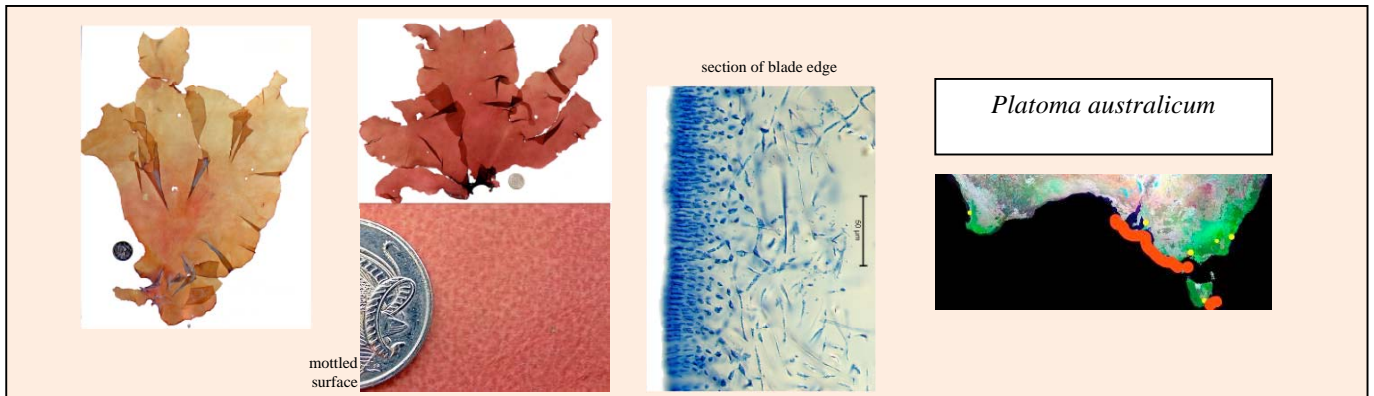 section of blade edge
Platoma australicum
50 µm
mottled
surface